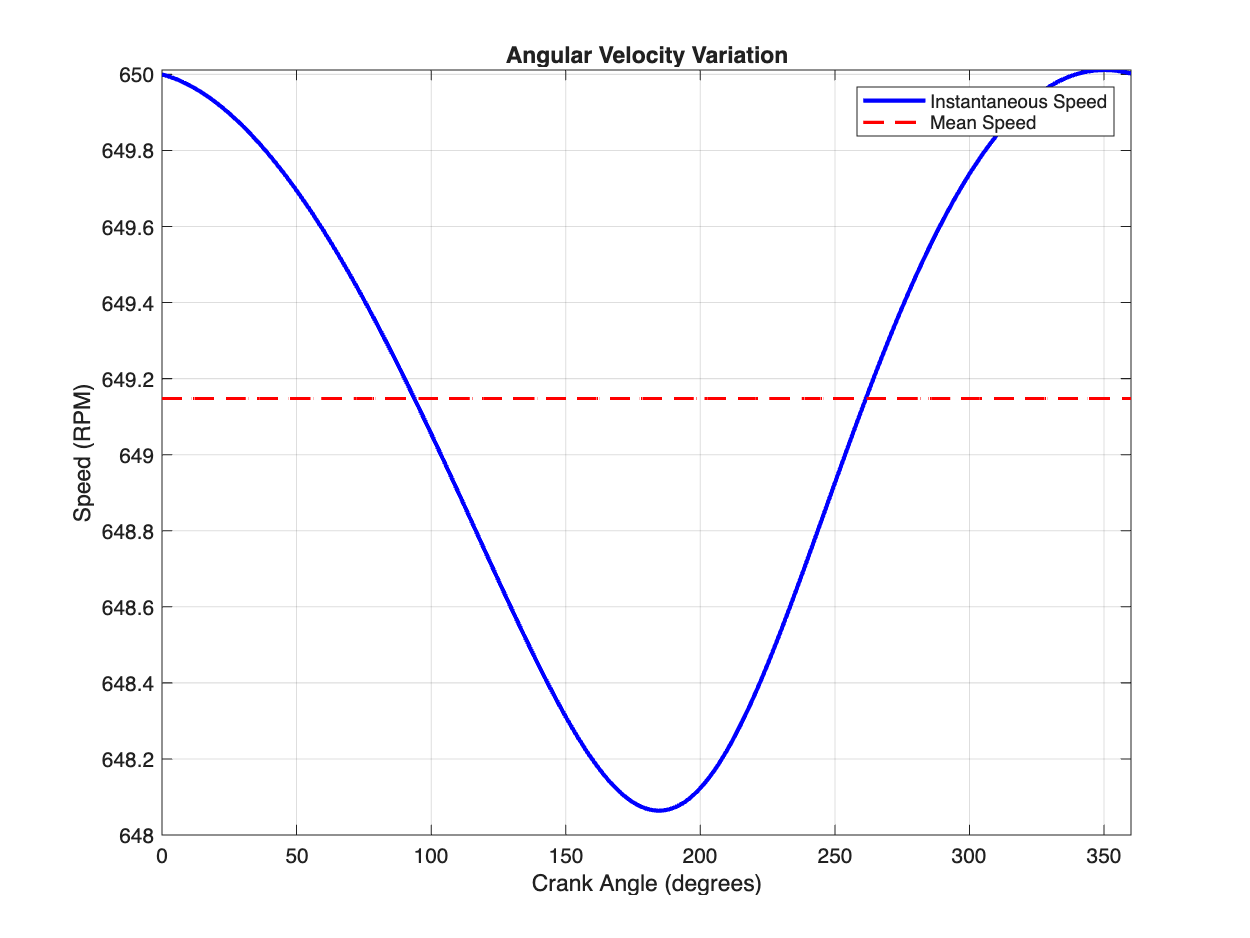 Angular Velocity Variation
650
649.8
649.6
649.4
649.2
649
648.8
648.6
648.4
648.2
648
Speed (RPM)
Instantaneous Speed
Mean Speed
0 50 100 150 200 250 300 350
Crank Angle (degrees)